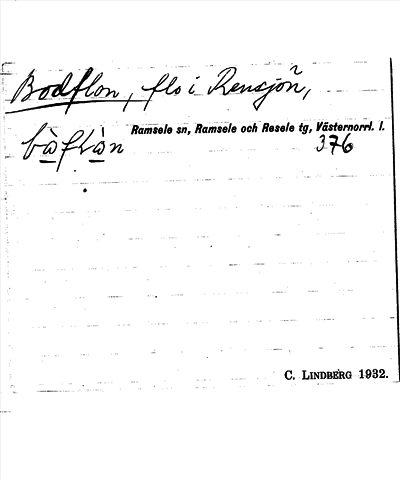 Bodflon, flo i Rensjön,
Ramsele sn, Ramsele och Resele tg, Västernorrl. l.
376
C. LINDBERG 1932.